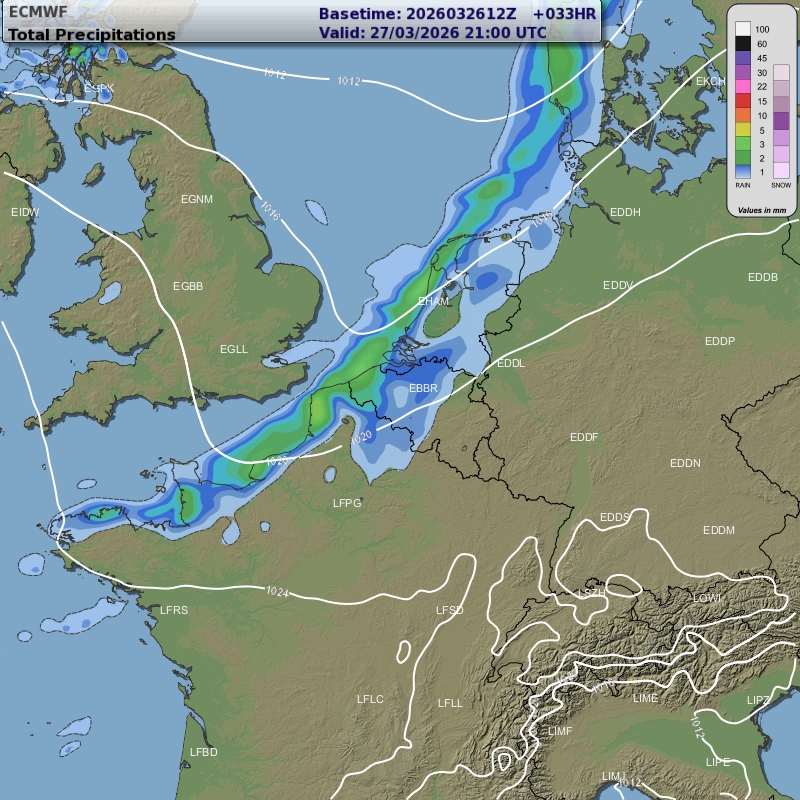 ECMWF
Basetime: 2026032612Z +033HR
Total Precipitations
Valid: 27/03/2026 21:00 UTC
100
60
45
30
22
15
10
5
3
2
1
RAIN SNOW
Values in mm
1012
1012
EKCH
EGPK
EGNM
1016
EIDW
EDDH
1016
EGBB
EHAM
EDDV
EDDB
EGLL
EDDP
EDDL
EBBR
1020
EDDF
1020
EDDN
LFPG
EDDS
EDDM
1024
LSZH
LOWI
LFRS
LFSD
LFLC
LFLL
LIME
LIPZ
1012
LIMF
LFBD
LIPE
LIMJ
1012